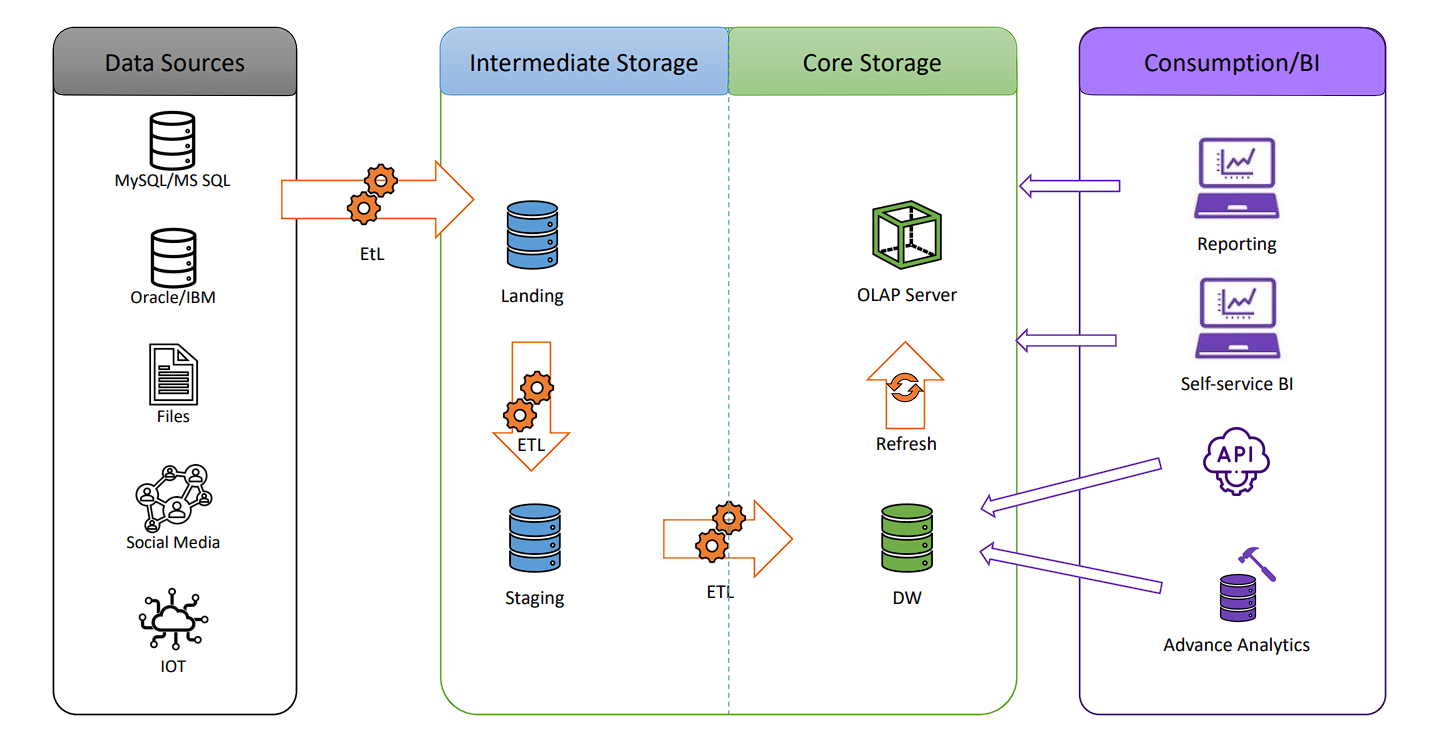 Data Sources
Intermediate Storage
Core Storage
Consumption/BI
MySQL/MS SQL
Oracle/IBM
Files
Social Media
IOT
EtL
Landing
ETL
Staging
ETL
OLAP Server
Refresh
DW
Reporting
Self-service BI
API
Advance Analytics